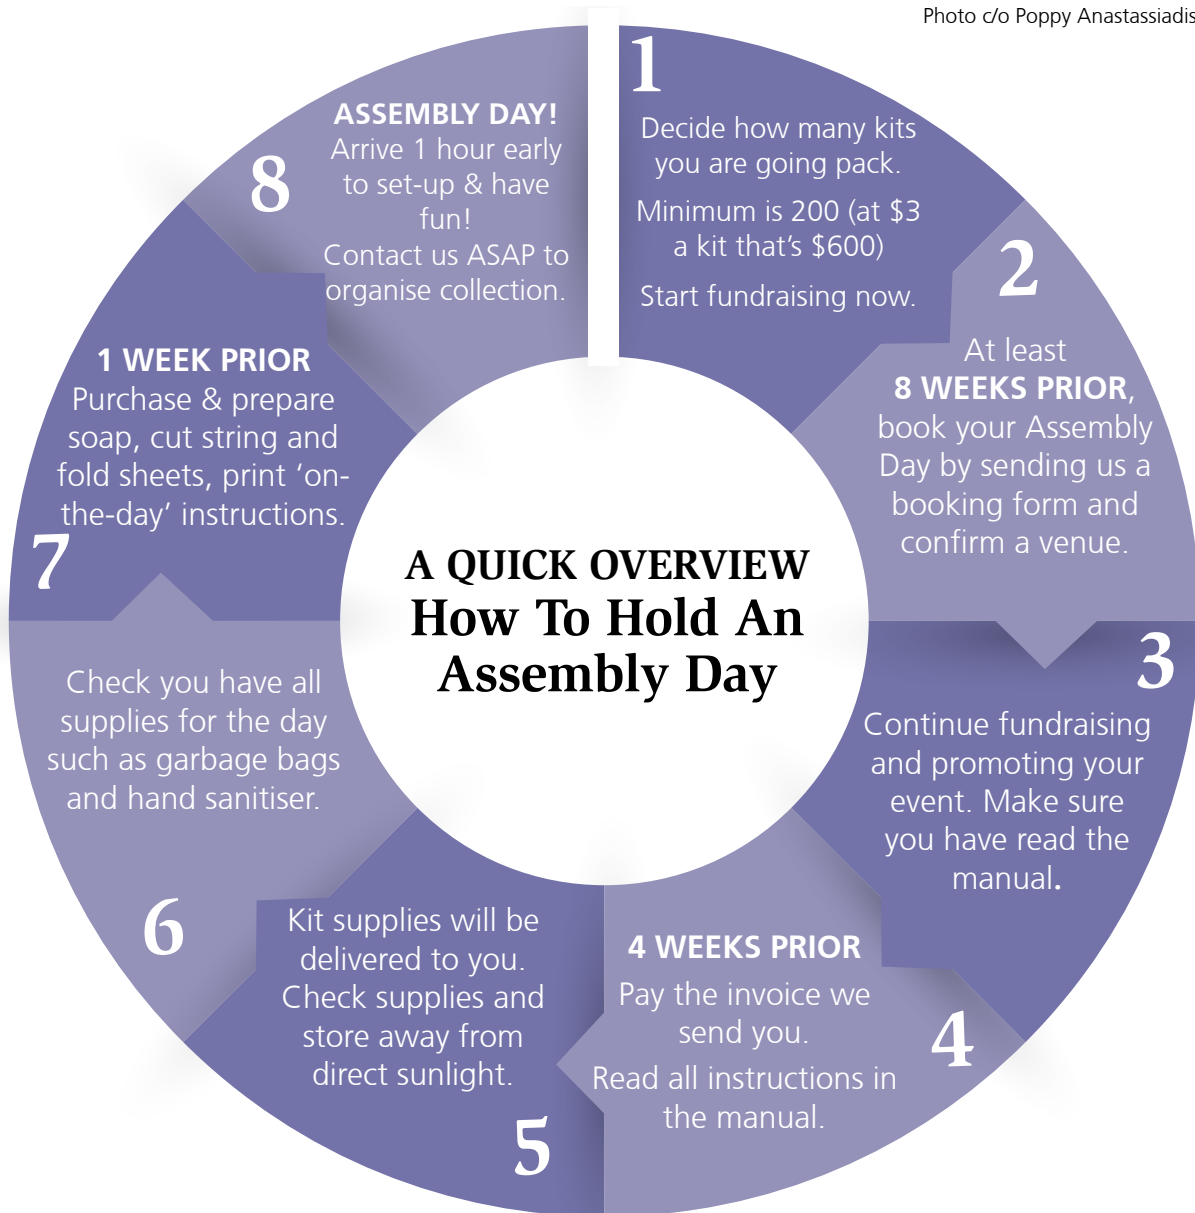 Photo c/o Poppy Anastassiadis
1
Decide how many kits
you are going pack.
Minimum is 200 (at $3
a kit that's $600)
Start fundraising now.
2
At least
8 WEEKS PRIOR,
book your Assembly
Day by sending us a
booking form and
confirm a venue.
3
Continue fundraising
and promoting your
event. Make sure
you have read the
manual.
4 WEEKS PRIOR
Pay the invoice we
send you.
Read all instructions in
the manual.
4
Kit supplies will be
delivered to you.
Check supplies and
store away from
direct sunlight.
5
Check you have all
supplies for the day
such as garbage bags
and hand sanitiser.
6
1 WEEK PRIOR
Purchase & prepare
soap, cut string and
fold sheets, print ‘on-
the-day’ instructions.
7
ASSEMBLY DAY!
Arrive 1 hour early
to set-up & have
fun!
Contact us ASAP to
organise collection.
8
A QUICK OVERVIEW
How To Hold An
Assembly Day